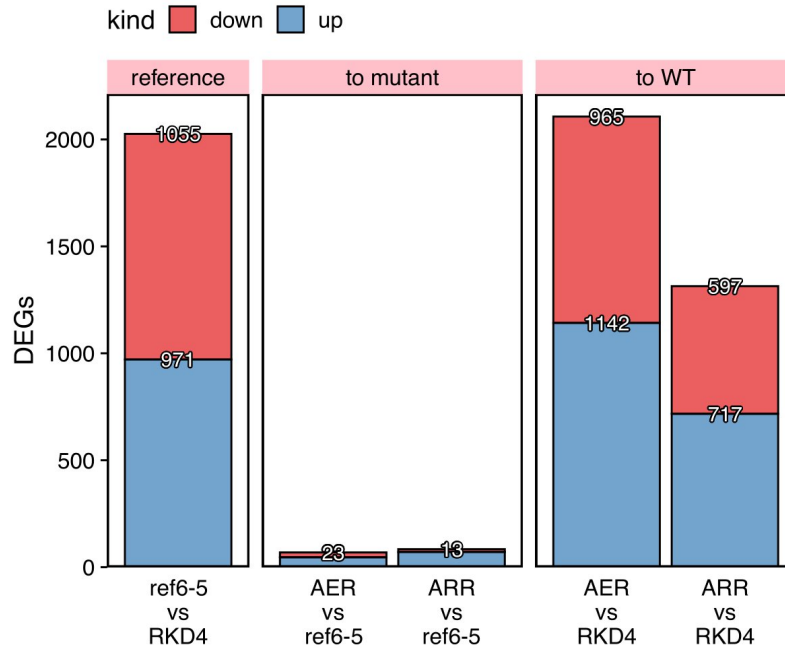 kind down up
reference to mutant to WT
DEGs
2000
1500
1000
500
0
1055
971
23
13
965
1142
597
717
ref6-5
vs
RKD4
AER
vs
ref6-5
ARR
vs
ref6-5
AER
vs
RKD4
ARR
vs
RKD4